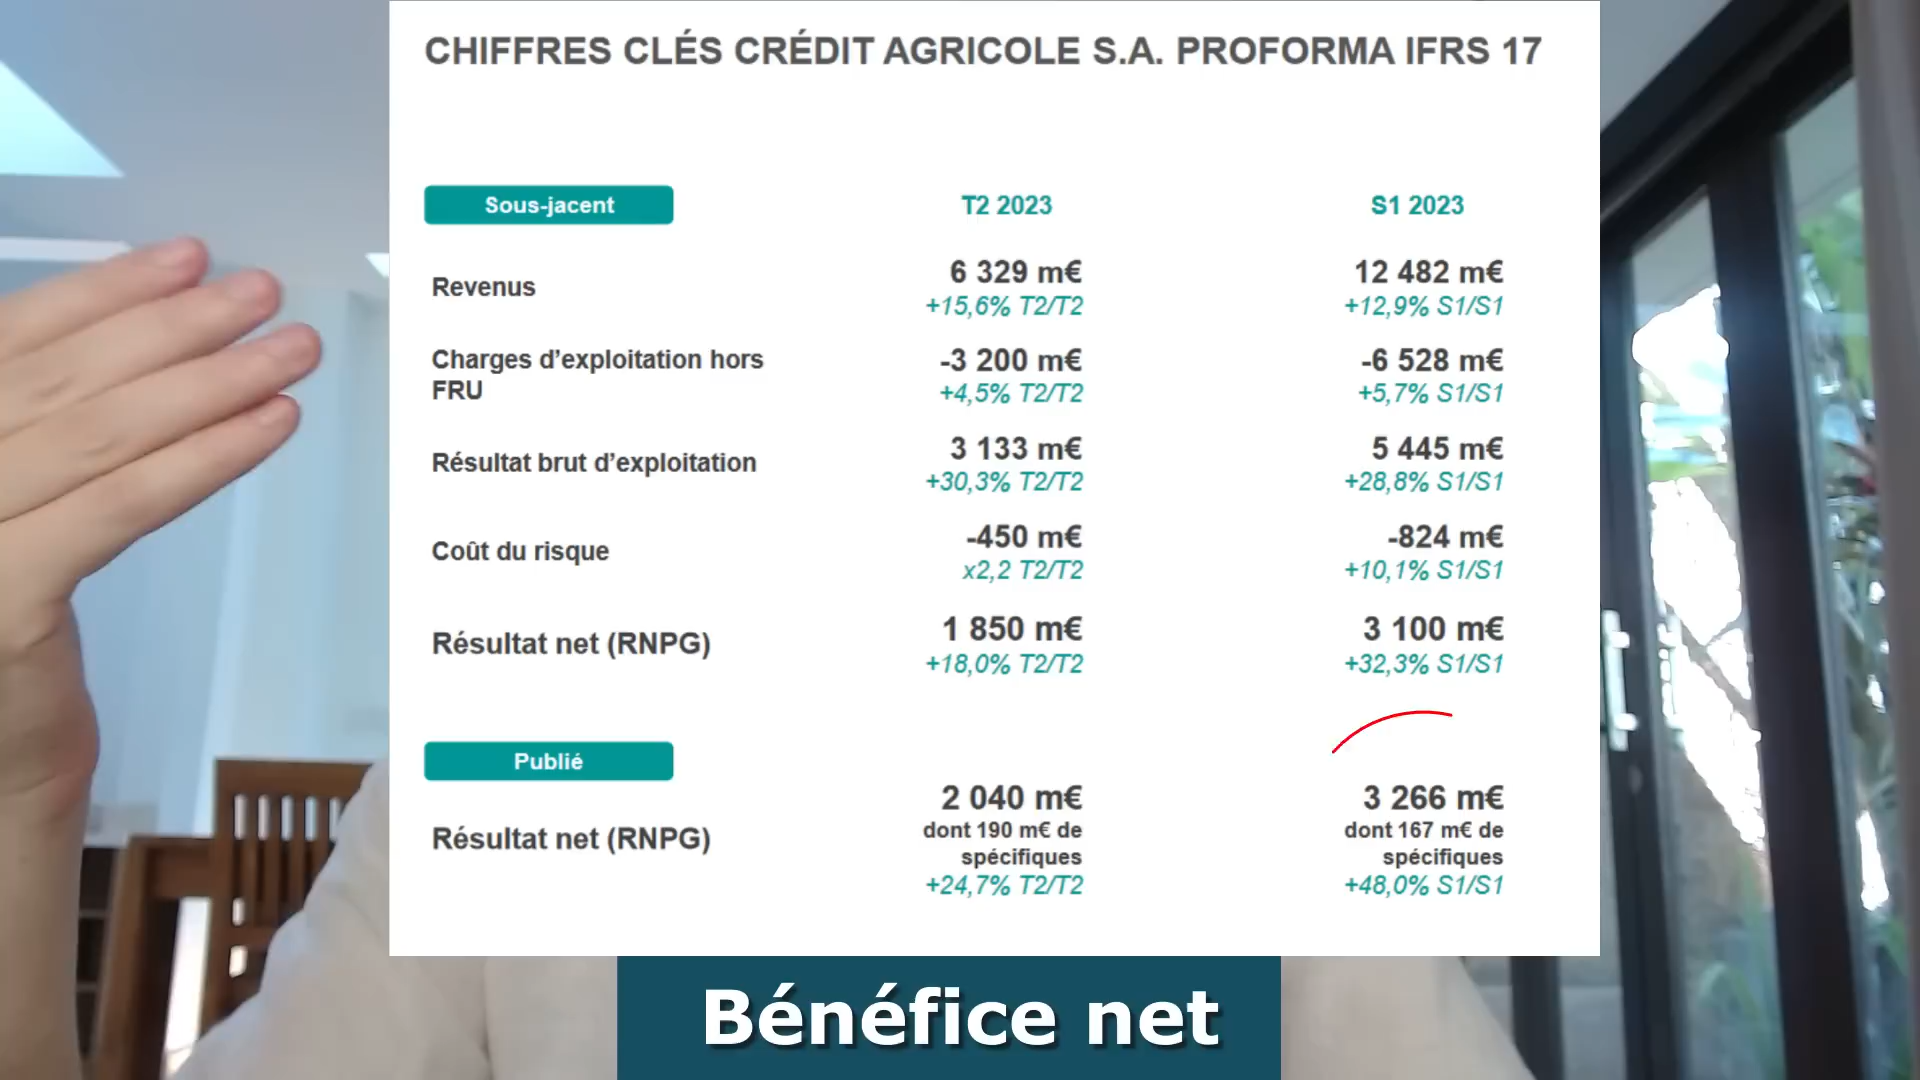 CHIFFRES CLÉS CRÉDIT AGRICOLE S.A. PROFORMA IFRS 17
Sous-jacent T2 2023 S1 2023
Revenus 6 329 m€ 12 482 m€
+15,6% T2/T2 +12,9% S1/S1
Charges d’exploitation hors FRU -3 200 m€ -6 528 m€
+4,5% T2/T2 +5,7% S1/S1
Résultat brut d’exploitation 3 133 m€ 5 445 m€
+30,3% T2/T2 +28,8% S1/S1
Coût du risque -450 m€ -824 m€
x2,2 T2/T2 +10,1% S1/S1
Résultat net (RNPG) 1 850 m€ 3 100 m€
+18,0% T2/T2 +32,3% S1/S1
Publié
Résultat net (RNPG) 2 040 m€ 3 266 m€
dont 190 m€ de dont 167 m€ de
spécifiques spécifiques
+24,7% T2/T2 +48,0% S1/S1
Bénéfice net